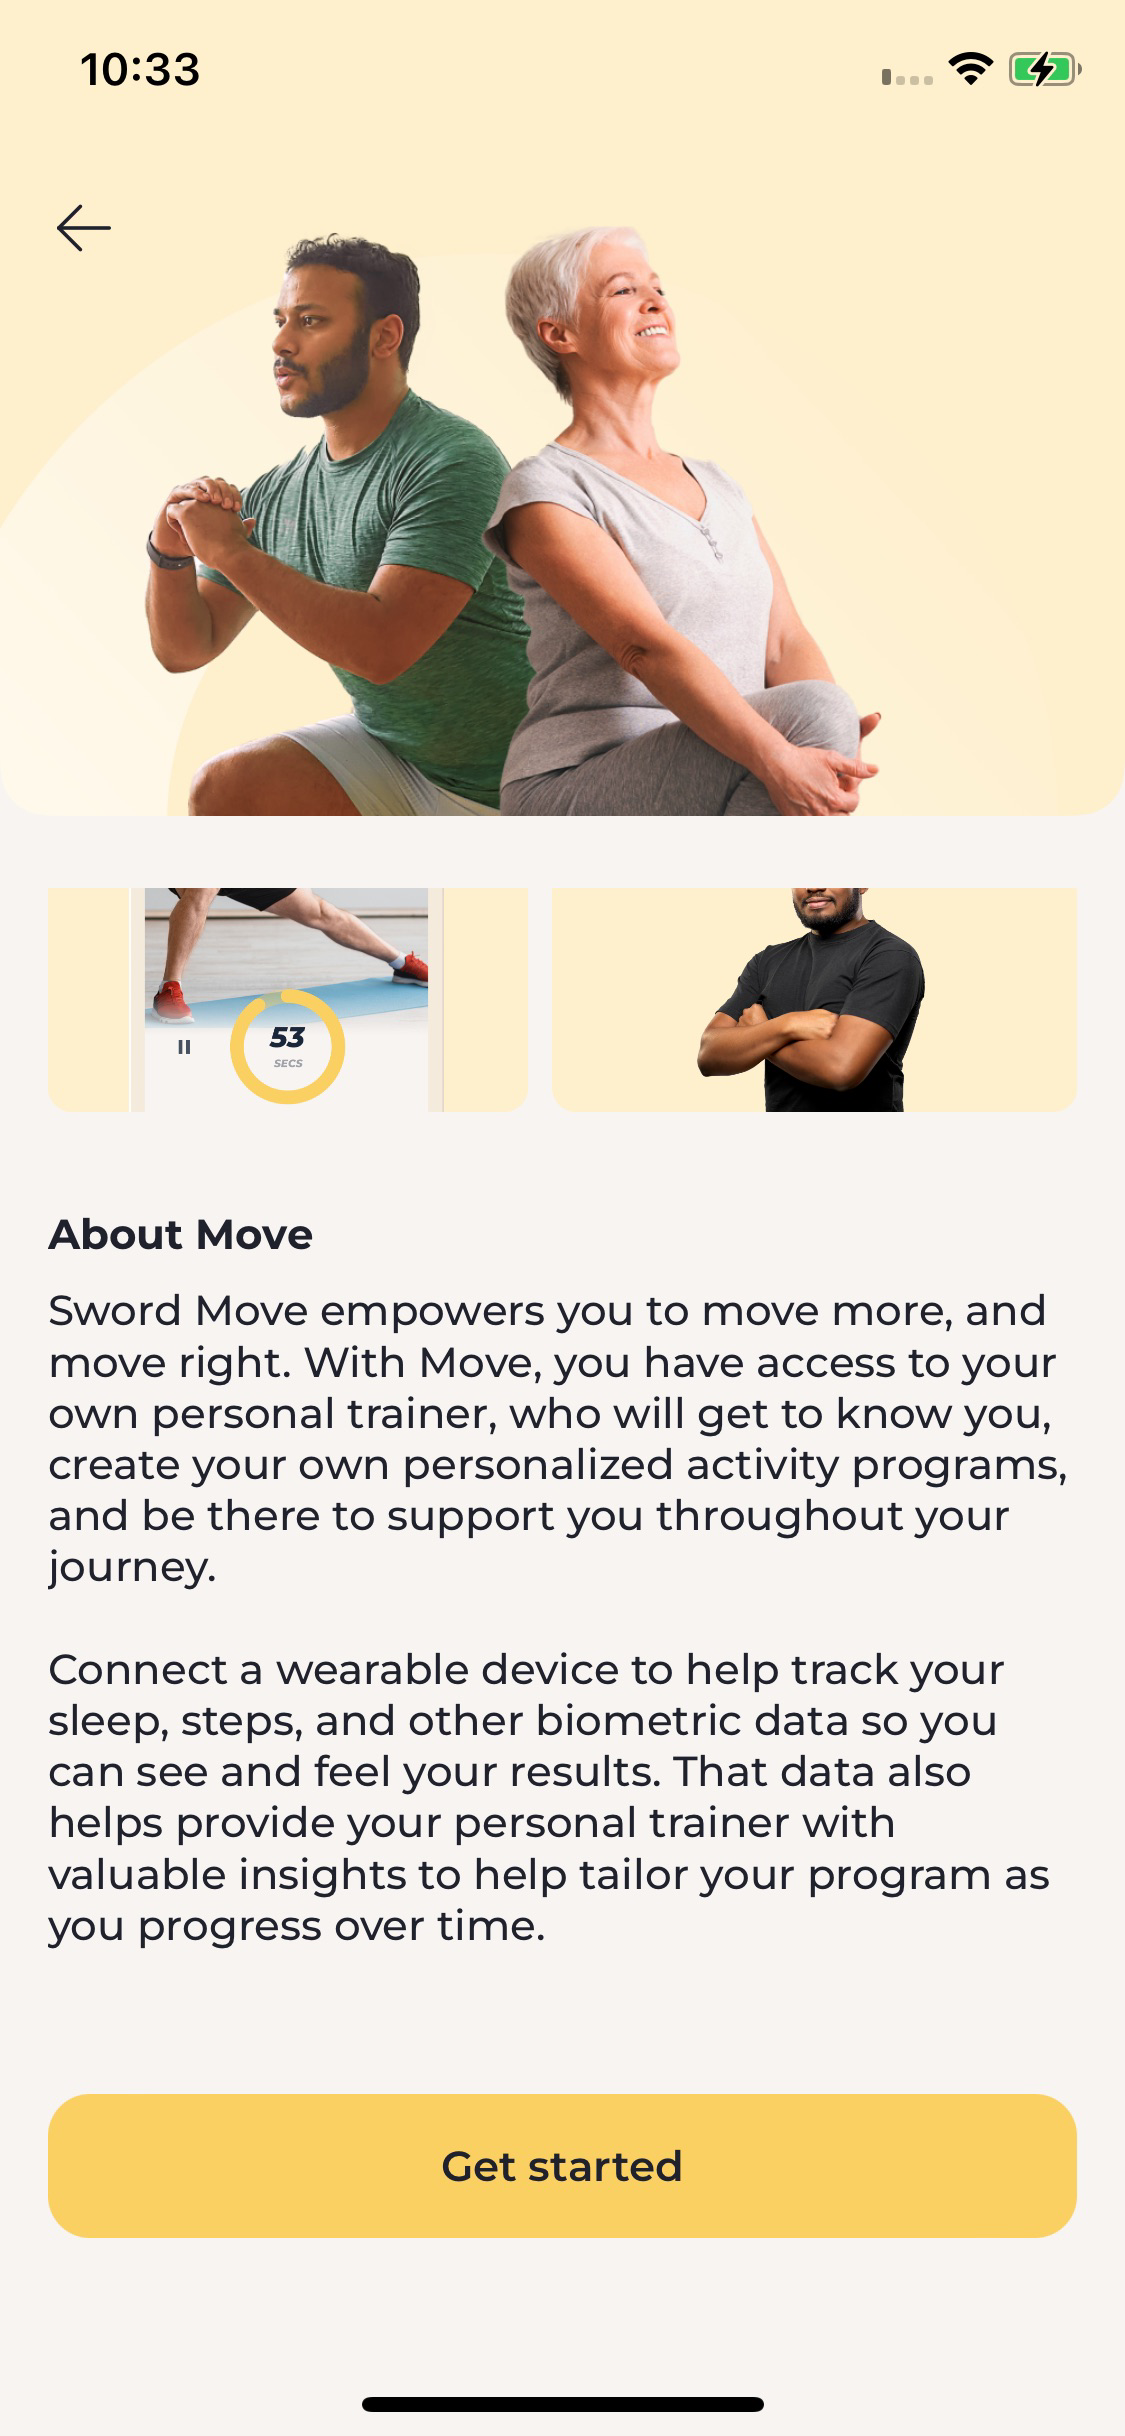 10:33
53
SECS
About Move
Sword Move empowers you to move more, and
move right. With Move, you have access to your
own personal trainer, who will get to know you,
create your own personalized activity programs,
and be there to support you throughout your
journey.
Connect a wearable device to help track your
sleep, steps, and other biometric data so you
can see and feel your results. That data also
helps provide your personal trainer with
valuable insights to help tailor your program as
you progress over time.
Get started